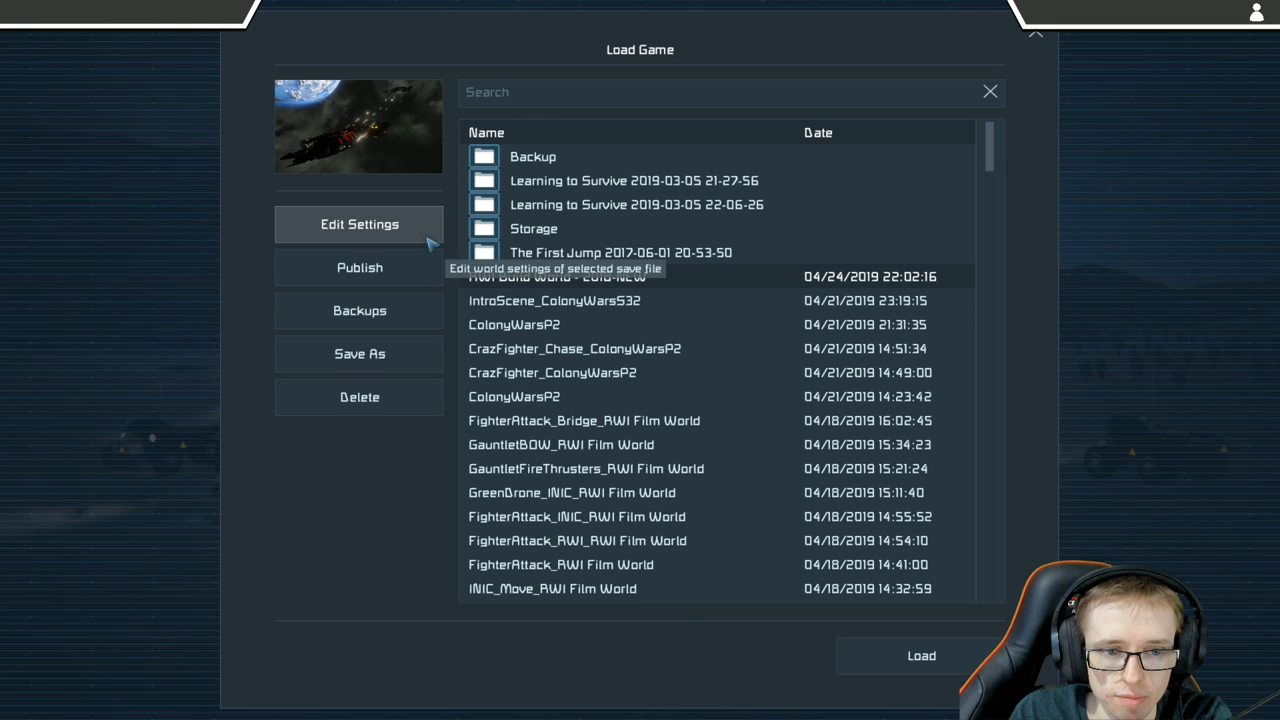 Load Game
Search
Name Date
Backup
Learning to Survive 2019-03-05 21-27-56
Learning to Survive 2019-03-05 22-06-26
Storage
The First Jump 2017-06-01 20-53-50
Edit Settings
Edit world settings of selected save file
04/24/2019 22:02:16
IntroScene_ColonyWarsS32 04/21/2019 23:19:15
ColonyWarsP2 04/21/2019 21:31:35
CrazFighter_Chase_ColonyWarsP2 04/21/2019 14:51:34
CrazFighter_ColonyWarsP2 04/21/2019 14:49:00
ColonyWarsP2 04/21/2019 14:23:42
FighterAttack_Bridge_RWI Film World 04/18/2019 16:02:45
GauntletBOW_RWI Film World 04/18/2019 15:34:23
GauntletFireThrusters_RWI Film World 04/18/2019 15:21:24
GreenDrone_INIC_RWI Film World 04/18/2019 15:11:40
FighterAttack_INIC_RWI Film World 04/18/2019 14:55:52
FighterAttack_RWI_RWI Film World 04/18/2019 14:54:10
FighterAttack_RWI Film World 04/18/2019 14:41:00
INIC_Move_RWI Film World 04/18/2019 14:32:59
Publish
Backups
Save As
Delete
Load